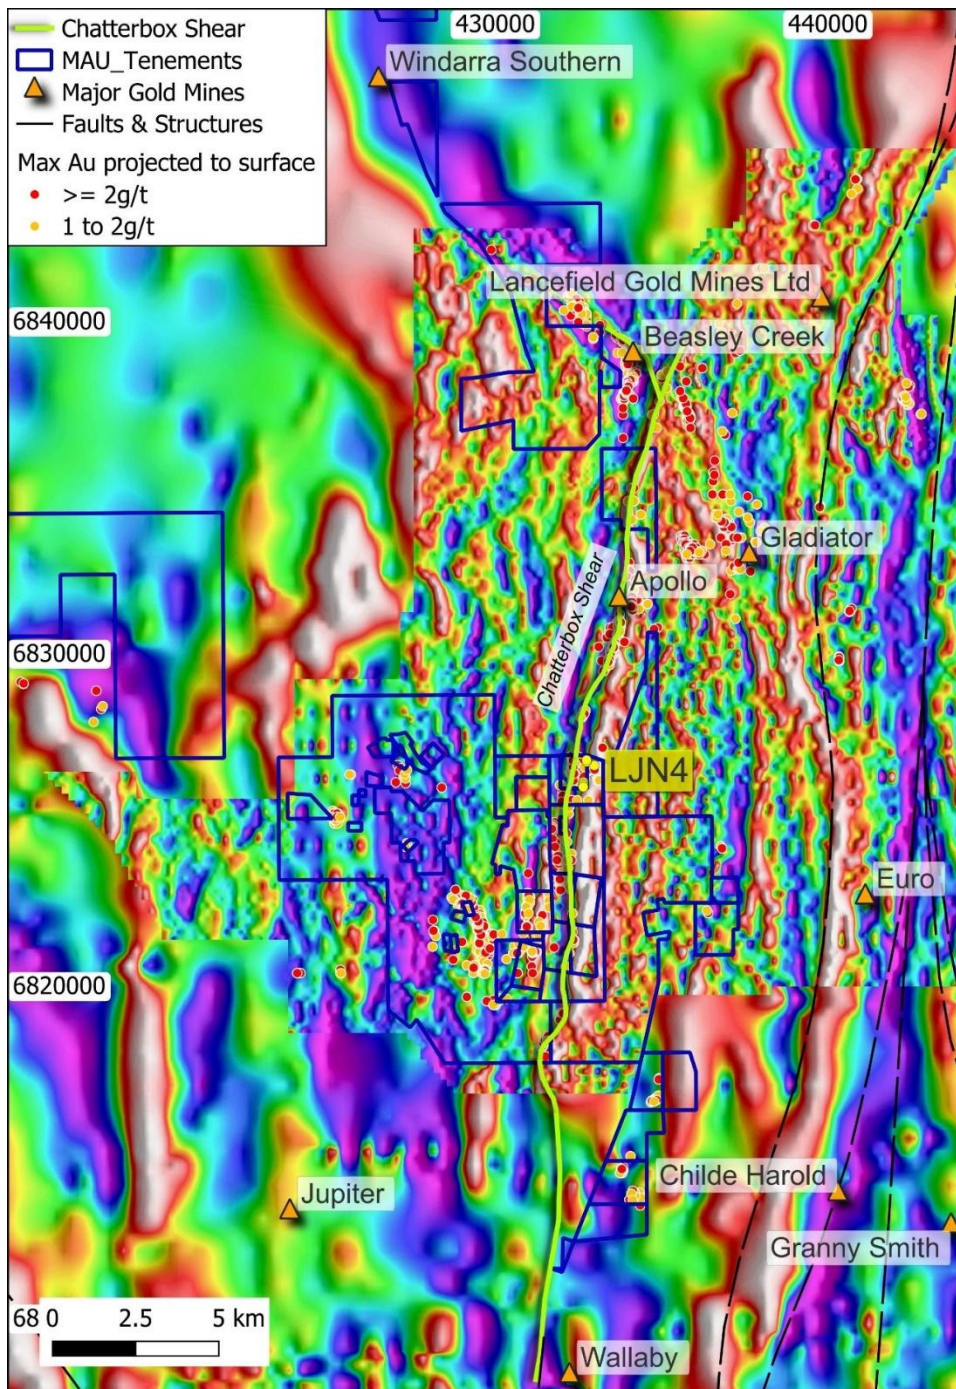 Chatterbox Shear
MAU_Tenements
Major Gold Mines
Faults & Structures
Max Au projected to surface
>= 2g/t
1 to 2g/t
430000
440000
Windarra Southern
Lancefield Gold Mines Ltd
6840000
Beasley Creek
Gladiator
Apollo
Chatterbox Shear
6830000
LJN4
Euro
6820000
Childe Harold
Jupiter
Granny Smith
68
0 2.5 5 km
Wallaby